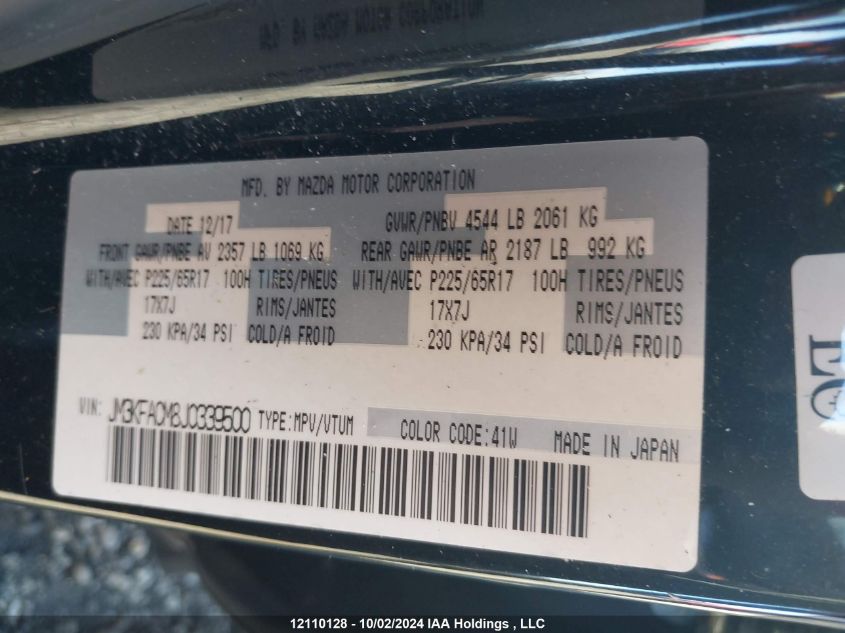 MFD. BY MAZDA MOTOR CORPORATION
DATE 12/17 GVWR/PNBV 4544 LB 2061 KG
FRONT GAWR/PNBE AV 2357 LB 1069 KG REAR GAWR/PNBE AR 2187 LB 992 KG
WITH/AVEC P225/65R17 100H TIRES/PNEUS WITH/AVEC P225/65R17 100H TIRES/PNEUS
17X7J RIMS/JANTES 17X7J RIMS/JANTES
230 KPA/34 PSI COLD/A FROID 230 KPA/34 PSI COLD/A FROID
VIN: JM3KFACM8J0339500 TYPE:MPV/VTUM COLOR CODE:41W MADE IN JAPAN
12110128 - 10/02/2024 IAA Holdings , LLC